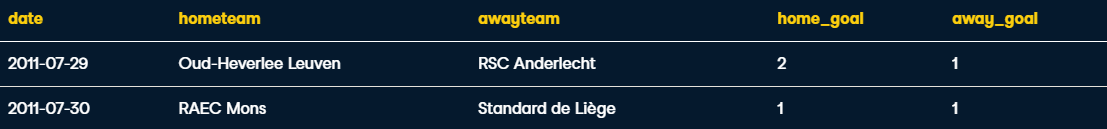 date hometeam awayteam home_goal away_goal
2011-07-29 Oud-Heverlee Leuven RSC Anderlecht 2 1
2011-07-30 RAEC Mons Standard de Liège 1 1